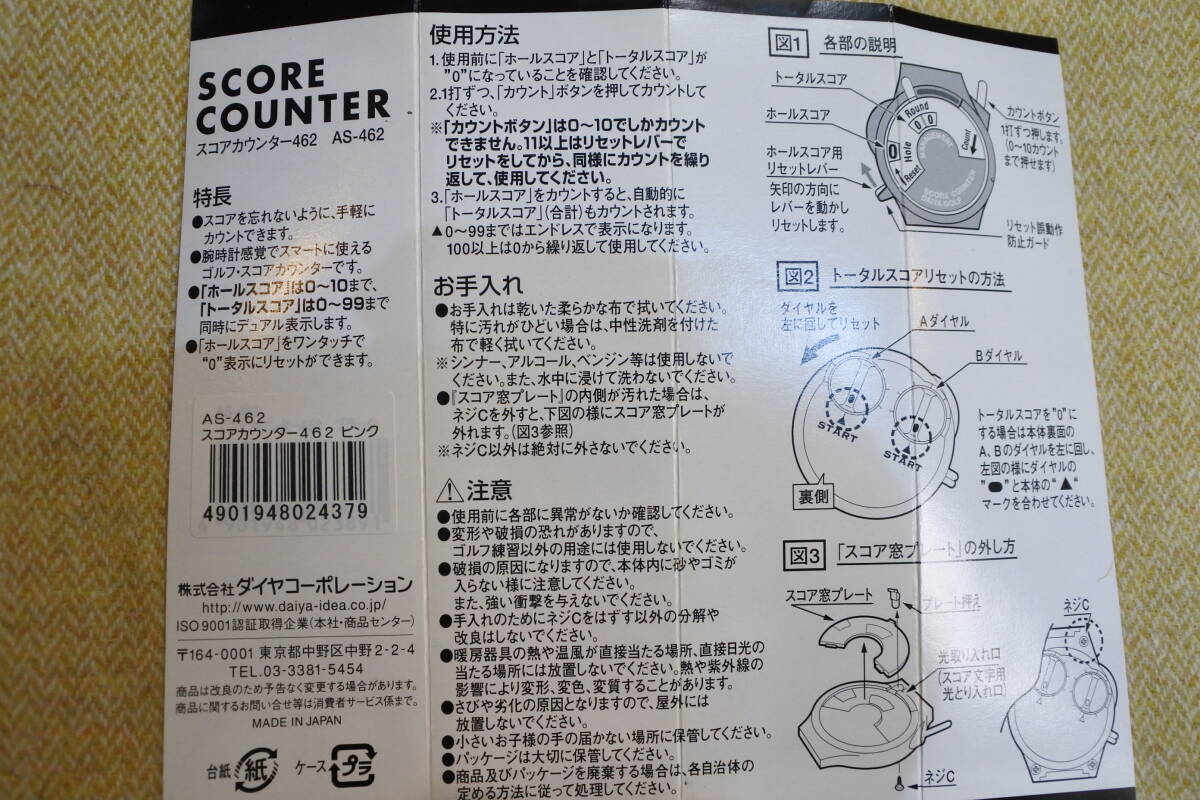 SCORE
COUNTER
スコアカウンター462 AS-462
特長
●スコアを忘れないように、手軽に
カウントできます。
●腕時計感覚でスマートに使える
ゴルフ・スコアカウンターです。
●「ホールスコア」は0〜10まで、
「トータルスコア」は0〜99まで
同時にデュアル表示します。
●「ホールスコア」をワンタッチで
"0"表示にリセットができます。
AS-462
スコアカウンター462 ピンク
4901948024379
株式会社ダイヤコーポレーション
http://www.daiya-idea.co.jp/
ISO9001認証取得企業(本社・商品センター)
〒164-0001 東京都中野区中野2-2-4
TEL.03-3381-5454
商品は改良のため予告なく変更する場合があります。
商品に関するお問い合せ等は消費者サービス係まで。
MADE IN JAPAN
台紙 紙 ケース プラ
使用方法
1.使用前に「ホールスコア」と「トータルスコア」が
"0"になっていることを確認してください。
2.1打ずつ、「カウント」ボタンを押してカウントして
ください。
※「カウントボタン」は0〜10でしかカウント
できません。11以上はリセットレバーで
リセットをしてから、同様にカウントを繰り
返して、使用してください。
3.「ホールスコア」をカウントすると、自動的に
「トータルスコア」(合計)もカウントされます。
▲0〜99まではエンドレスで表示になります。
100以上は0から繰り返して使用してください。
お手入れ
●お手入れは乾いた柔らかな布で拭いてください。
特に汚れがひどい場合は、中性洗剤を付けた
布で軽く拭いてください。
※シンナー、アルコール、ベンジン等は使用しないで
ください。また、水中に浸けて洗わないでください。
●『スコア窓プレート』の内側が汚れた場合は、
ネジCを外すと、下図の様にスコア窓プレートが
外れます。(図3参照)
※ネジC以外は絶対に外さないでください。
⚠注意
●使用前に各部に異常がないか確認してください。
●変形や破損の恐れがありますので、
ゴルフ練習以外の用途には使用しないでください。
●破損の原因になりますので、本体内に砂やゴミが
入らない様に注意してください。
また、強い衝撃を与えないでください。
●手入れのためにネジCをはずす以外の分解や
改良はしないでください。
●暖房器具の熱や温風が直接当たる場所、直接日光の
当たる場所には放置しないでください。熱や紫外線の
影響により変形、変色、変質することがあります。
●さびや劣化の原因となりますので、屋外には
放置しないでください。
●小さいお子様の手の届かない場所に保管してください。
●パッケージは大切に保管してください。
●商品及びパッケージを廃棄する場合は、各自治体の
定める方法に従って処理してください。
図1 各部の説明
トータルスコア
ホールスコア
ホールスコア用
リセットレバー
矢印の方向に
レバーを動かし
リセットします。
Round
00
0
Hole
Reset
Count
SCORE COUNTER
DAIYA GOLF
カウントボタン
1打ずつ押します。
(0〜10カウント
まで押せます)
リセット誤動作
防止ガード
図2 トータルスコアリセットの方法
ダイヤルを
左に回してリセット
Aダイヤル
Bダイヤル
START
START
裏側
トータルスコアを"0"に
する場合は本体裏面の
A、Bのダイヤルを左に回し、
左図の様にダイヤルの
"⬬"と本体の"▲"
マークを合わせてください。
図3 「スコア窓プレート」の外し方
スコア窓プレート
プレート押え
光取り入れ口
(スコア文字用
光とり入れ口)
ネジC
ネジC